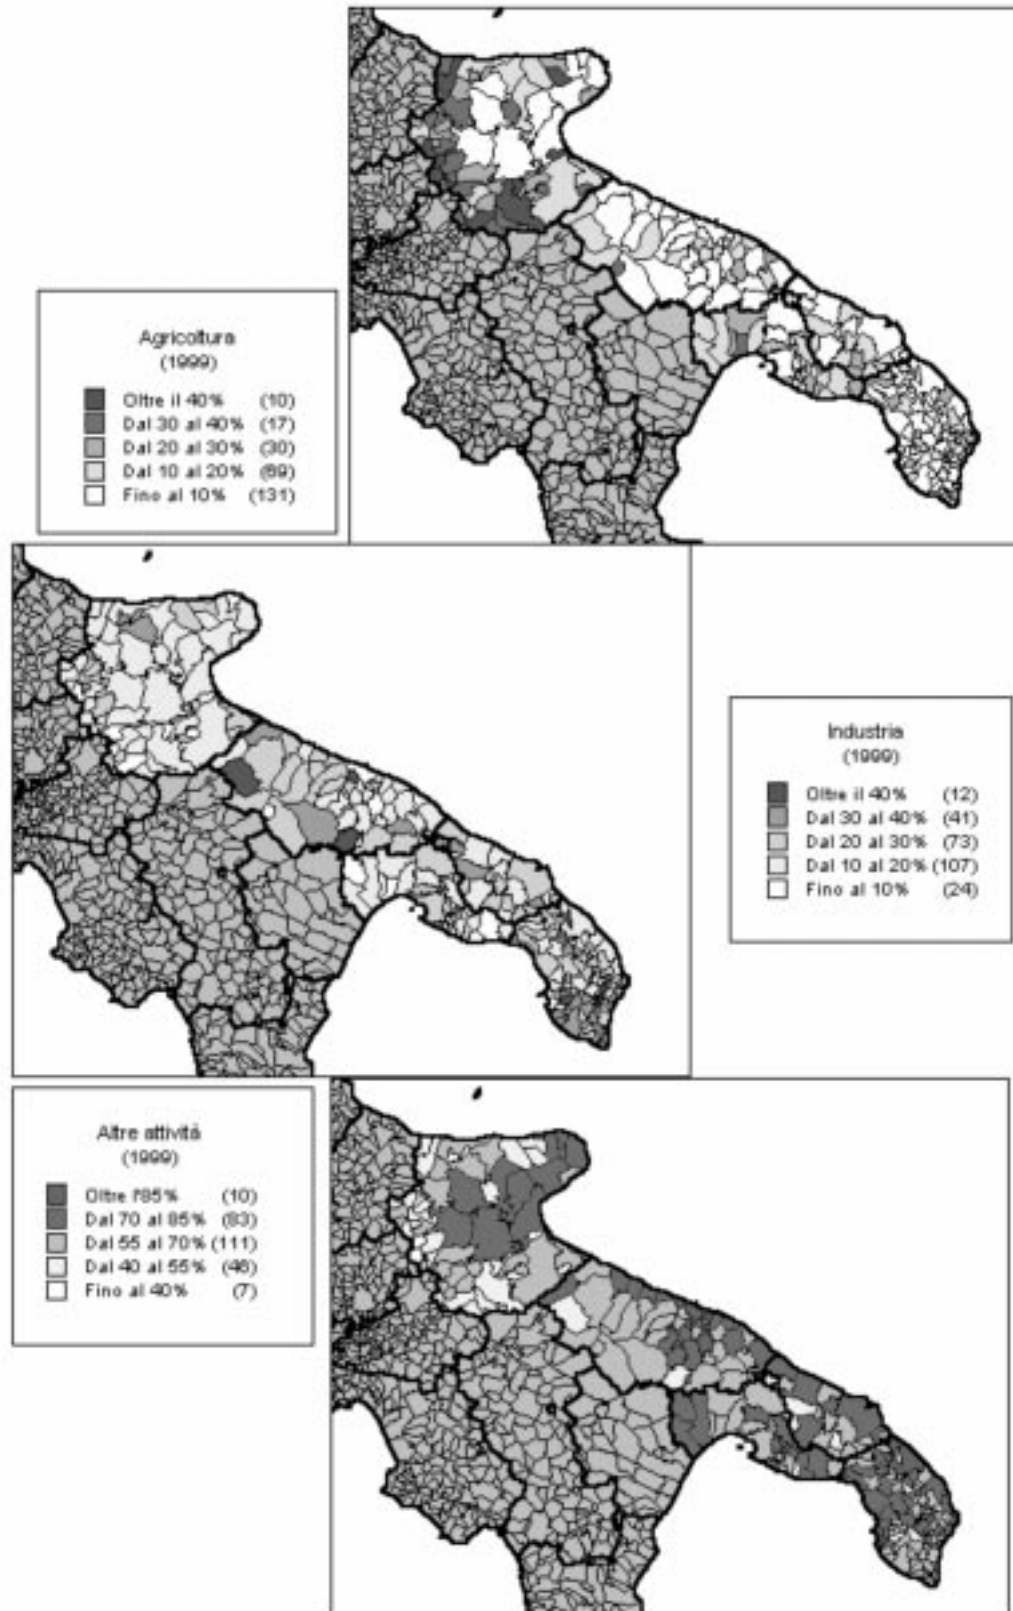 Agricoltura
(1999)
Oltre il 40% (10)
Dal 30 al 40% (17)
Dal 20 al 30% (30)
Dal 10 al 20% (69)
Fino al 10% (131)
Industria
(1999)
Oltre il 40% (12)
Dal 30 al 40% (41)
Dal 20 al 30% (73)
Dal 10 al 20% (107)
Fino al 10% (24)
Altre attività
(1999)
Oltre l'85% (10)
Dal 70 al 85% (83)
Dal 55 al 70% (111)
Dal 40 al 55% (46)
Fino al 40% (7)